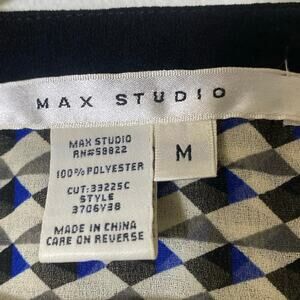 MAX STUDIO
MAX STUDIO
RN#58822
100% POLYESTER
CUT: 33225C
STYLE
3706Y38
MADE IN CHINA
CARE ON REVERSE
M